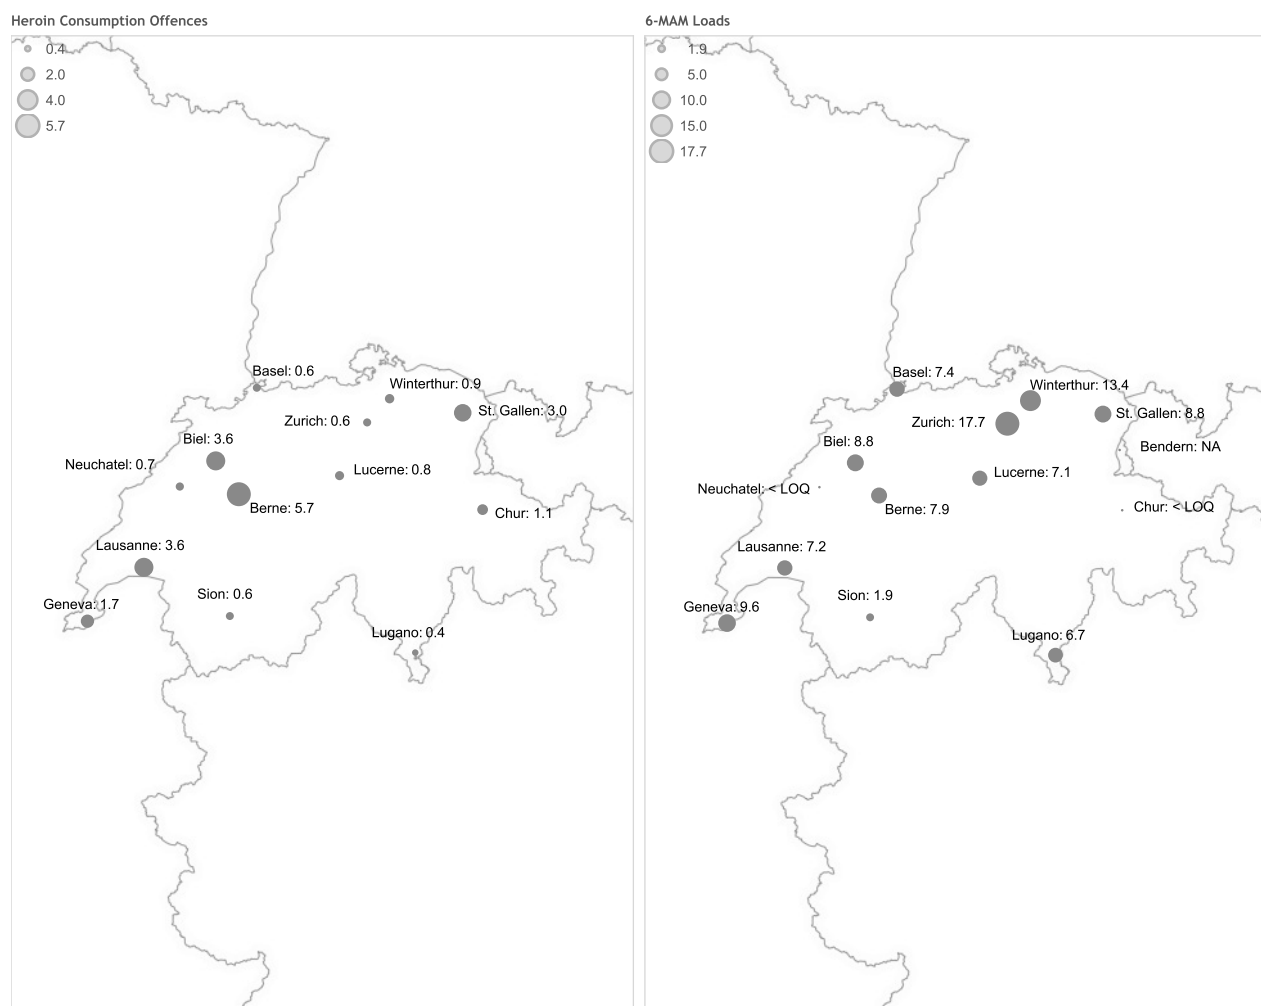 Heroin Consumption Offences
0.4
2.0
4.0
5.7
Basel: 0.6
Winterthur: 0.9
Zurich: 0.6
St. Gallen: 3.0
Biel: 3.6
Neuchatel: 0.7
Lucerne: 0.8
Berne: 5.7
Chur: 1.1
Lausanne: 3.6
Sion: 0.6
Geneva: 1.7
Lugano: 0.4
6-MAM Loads
1.9
5.0
10.0
15.0
17.7
Basel: 7.4
Winterthur: 13.4
Zurich: 17.7
St. Gallen: 8.8
Biel: 8.8
Bendern: NA
Neuchatel: < LOQ
Lucerne: 7.1
Berne: 7.9
Chur: < LOQ
Lausanne: 7.2
Sion: 1.9
Geneva: 9.6
Lugano: 6.7